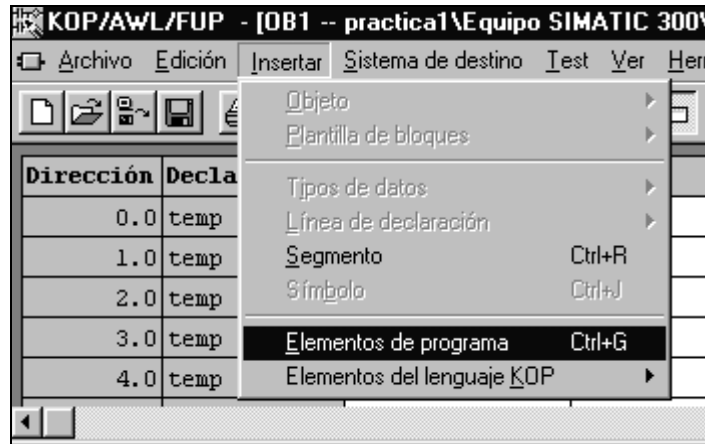 KOP/AWL/FUP - [OB1 -- practica1\Equipo SIMATIC 300\
Archivo Edición Insertar Sistema de destino Test Ver Her
Objeto
Plantilla de bloques
Dirección Decla
Tipos de datos
0.0 temp
Línea de declaración
1.0 temp
Segmento Ctrl+R
2.0 temp
Símbolo Ctrl+J
3.0 temp
Elementos de programa Ctrl+G
4.0 temp
Elementos del lenguaje KOP